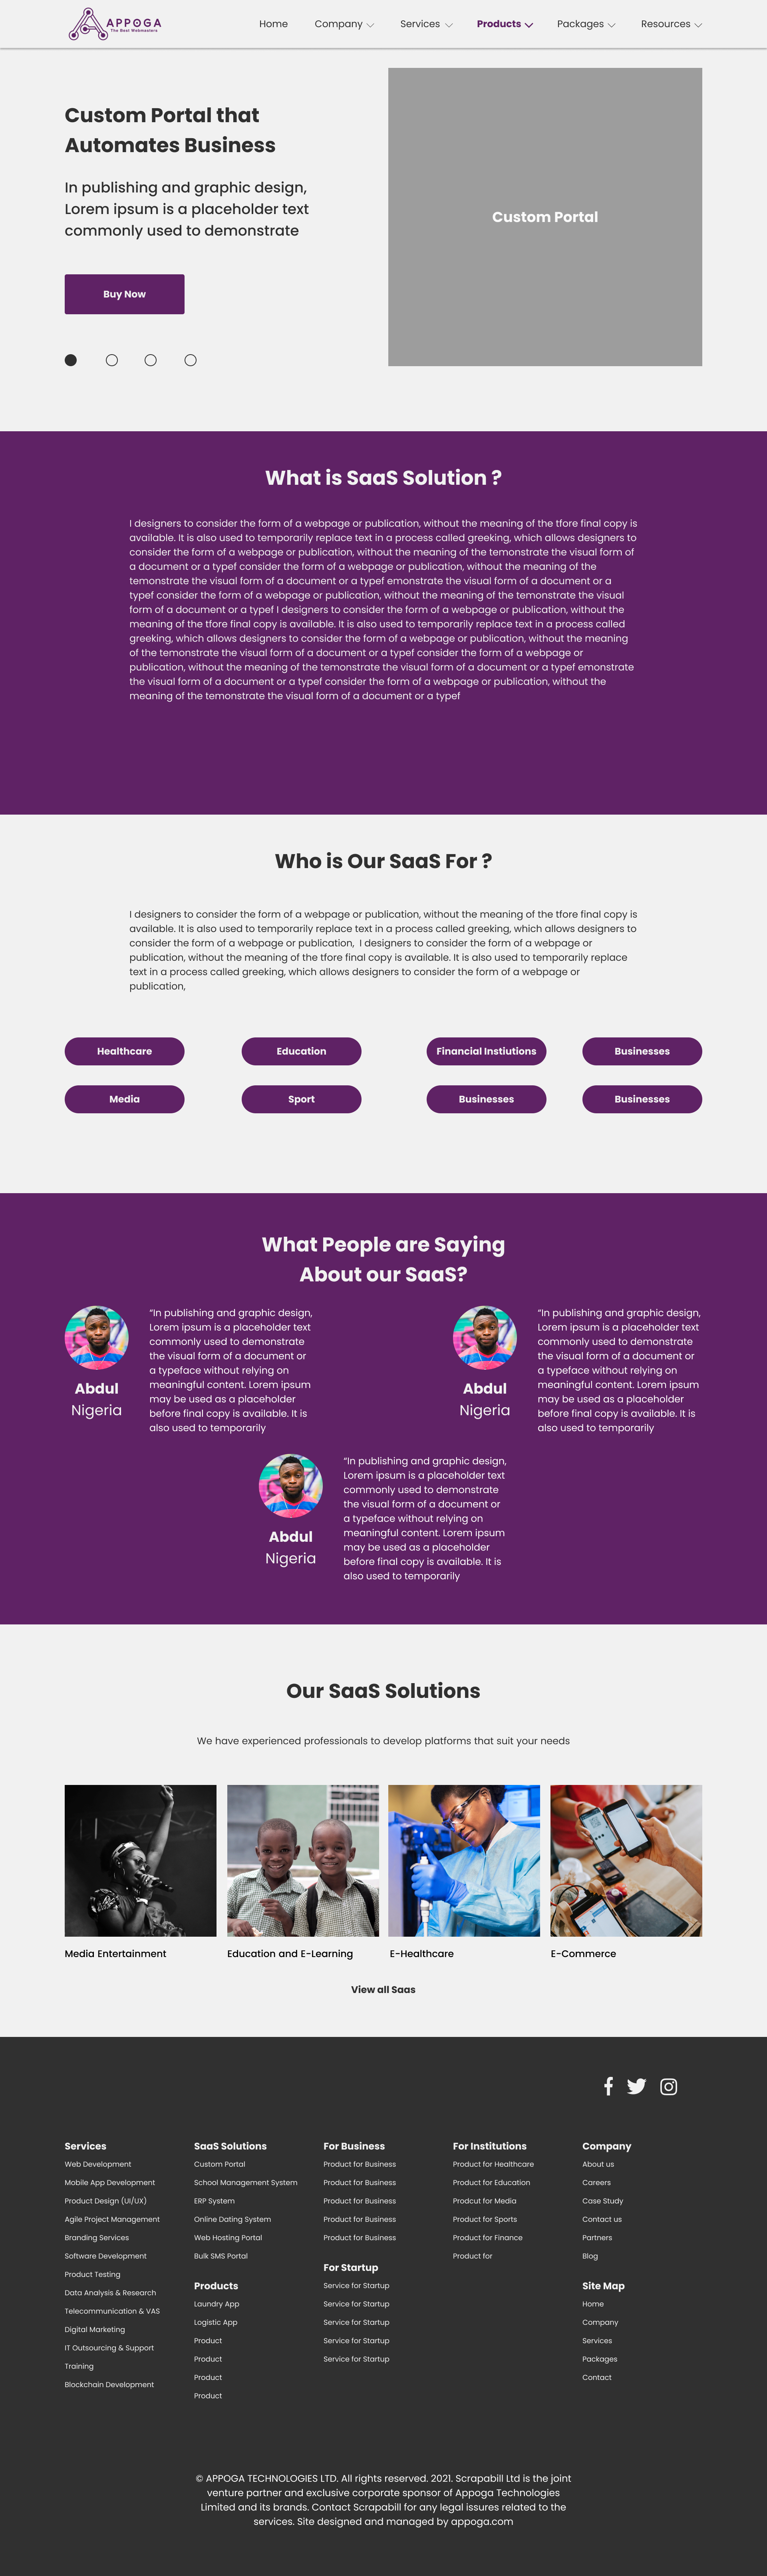 APPOGA
The Best Webmasters
Home
Company
Services
Products
Packages
Resources
Custom Portal that
Automates Business
In publishing and graphic design,
Lorem ipsum is a placeholder text
commonly used to demonstrate
Buy Now
Custom Portal
What is SaaS Solution ?
I designers to consider the form of a webpage or publication, without the meaning of the tfore final copy is
available. It is also used to temporarily replace text in a process called greeking, which allows designers to
consider the form of a webpage or publication, without the meaning of the temonstrate the visual form of
a document or a typef consider the form of a webpage or publication, without the meaning of the
temonstrate the visual form of a document or a typef emonstrate the visual form of a document or a
typef consider the form of a webpage or publication, without the meaning of the temonstrate the visual
form of a document or a typef I designers to consider the form of a webpage or publication, without the
meaning of the tfore final copy is available. It is also used to temporarily replace text in a process called
greeking, which allows designers to consider the form of a webpage or publication, without the meaning
of the temonstrate the visual form of a document or a typef consider the form of a webpage or
publication, without the meaning of the temonstrate the visual form of a document or a typef emonstrate
the visual form of a document or a typef consider the form of a webpage or publication, without the
meaning of the temonstrate the visual form of a document or a typef
Who is Our SaaS For ?
I designers to consider the form of a webpage or publication, without the meaning of the tfore final copy is
available. It is also used to temporarily replace text in a process called greeking, which allows designers to
consider the form of a webpage or publication, I designers to consider the form of a webpage or
publication, without the meaning of the tfore final copy is available. It is also used to temporarily replace
text in a process called greeking, which allows designers to consider the form of a webpage or
publication,
Healthcare
Education
Financial Instiutions
Businesses
Media
Sport
Businesses
Businesses
What People are Saying
About our SaaS?
"In publishing and graphic design,
Lorem ipsum is a placeholder text
commonly used to demonstrate
the visual form of a document or
a typeface without relying on
meaningful content. Lorem ipsum
may be used as a placeholder
before final copy is available. It is
also used to temporarily
Abdul
Nigeria
"In publishing and graphic design,
Lorem ipsum is a placeholder text
commonly used to demonstrate
the visual form of a document or
a typeface without relying on
meaningful content. Lorem ipsum
may be used as a placeholder
before final copy is available. It is
also used to temporarily
Abdul
Nigeria
"In publishing and graphic design,
Lorem ipsum is a placeholder text
commonly used to demonstrate
the visual form of a document or
a typeface without relying on
meaningful content. Lorem ipsum
may be used as a placeholder
before final copy is available. It is
also used to temporarily
Abdul
Nigeria
Our SaaS Solutions
We have experienced professionals to develop platforms that suit your needs
Media Entertainment
Education and E-Learning
E-Healthcare
E-Commerce
View all Saas
Services
Web Development
Mobile App Development
Product Design (UI/UX)
Agile Project Management
Branding Services
Software Development
Product Testing
Data Analysis & Research
Telecommunication & VAS
Digital Marketing
IT Outsourcing & Support
Training
Blockchain Development
SaaS Solutions
Custom Portal
School Management System
ERP System
Online Dating System
Web Hosting Portal
Bulk SMS Portal
Products
Laundry App
Logistic App
Product
Product
Product
Product
For Business
Product for Business
Product for Business
Product for Business
Product for Business
Product for Business
For Startup
Service for Startup
Service for Startup
Service for Startup
Service for Startup
Service for Startup
For Institutions
Product for Healthcare
Product for Education
Prodcut for Media
Product for Sports
Product for Finance
Product for
Company
About us
Careers
Case Study
Contact us
Partners
Blog
Site Map
Home
Company
Services
Packages
Contact
© APPOGA TECHNOLOGIES LTD. All rights reserved. 2021. Scrapabill Ltd is the joint
venture partner and exclusive corporate sponsor of Appoga Technologies
Limited and its brands. Contact Scrapabill for any legal issures related to the
services. Site designed and managed by appoga.com